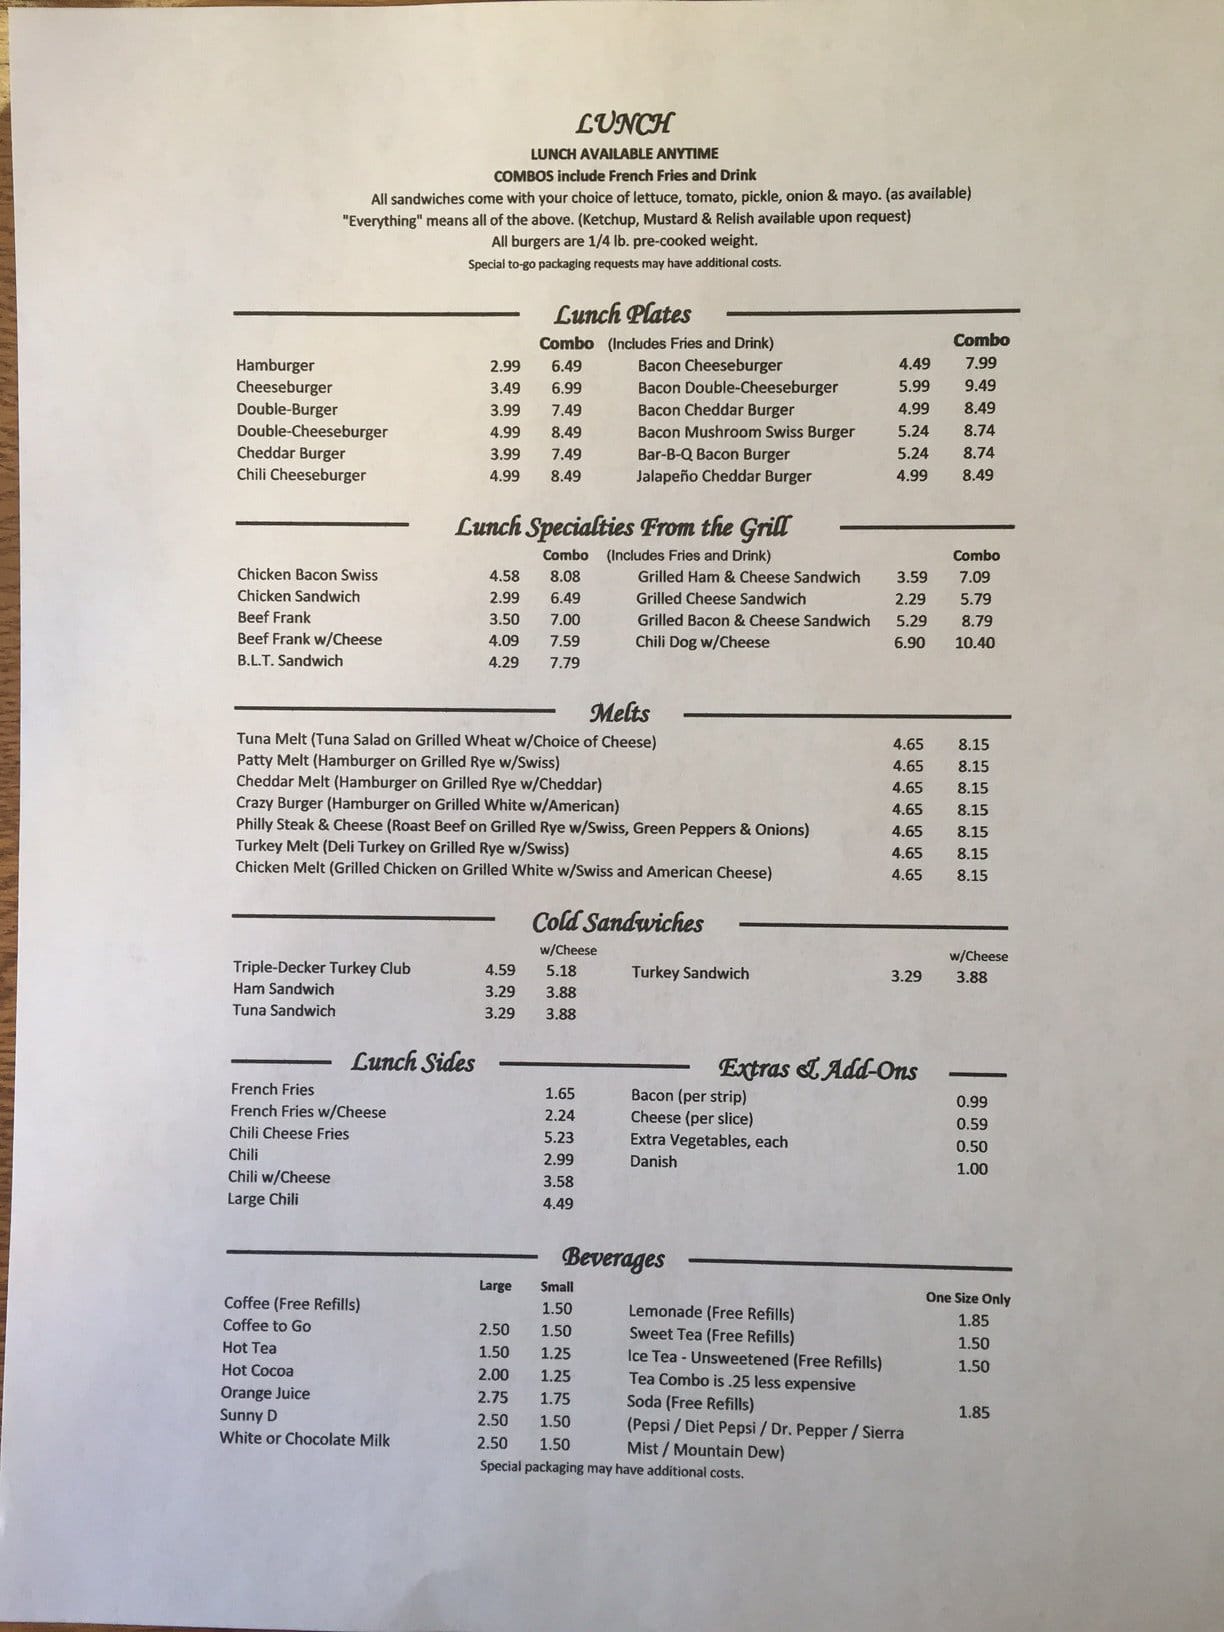 LUNCH
LUNCH AVAILABLE ANYTIME
COMBOS include French Fries and Drink
All sandwiches come with your choice of lettuce, tomato, pickle, onion & mayo. (as available)
"Everything" means all of the above. (Ketchup, Mustard & Relish available upon request)
All burgers are 1/4 lb. pre-cooked weight.
Special to-go packaging requests may have additional costs.
Lunch Plates
Combo (Includes Fries and Drink) Combo
Hamburger 2.99 6.49 Bacon Cheeseburger 4.49 7.99
Cheeseburger 3.49 6.99 Bacon Double-Cheeseburger 5.99 9.49
Double-Burger 3.99 7.49 Bacon Cheddar Burger 4.99 8.49
Double-Cheeseburger 4.99 8.49 Bacon Mushroom Swiss Burger 5.24 8.74
Cheddar Burger 3.99 7.49 Bar-B-Q Bacon Burger 5.24 8.74
Chili Cheeseburger 4.99 8.49 Jalapeño Cheddar Burger 4.99 8.49
Lunch Specialties From the Grill
Combo (Includes Fries and Drink) Combo
Chicken Bacon Swiss 4.58 8.08 Grilled Ham & Cheese Sandwich 3.59 7.09
Chicken Sandwich 2.99 6.49 Grilled Cheese Sandwich 2.29 5.79
Beef Frank 3.50 7.00 Grilled Bacon & Cheese Sandwich 5.29 8.79
Beef Frank w/Cheese 4.09 7.59 Chili Dog w/Cheese 6.90 10.40
B.L.T. Sandwich 4.29 7.79
Melts
Tuna Melt (Tuna Salad on Grilled Wheat w/Choice of Cheese) 4.65 8.15
Patty Melt (Hamburger on Grilled Rye w/Swiss) 4.65 8.15
Cheddar Melt (Hamburger on Grilled Rye w/Cheddar) 4.65 8.15
Crazy Burger (Hamburger on Grilled White w/American) 4.65 8.15
Philly Steak & Cheese (Roast Beef on Grilled Rye w/Swiss, Green Peppers & Onions) 4.65 8.15
Turkey Melt (Deli Turkey on Grilled Rye w/Swiss) 4.65 8.15
Chicken Melt (Grilled Chicken on Grilled White w/Swiss and American Cheese) 4.65 8.15
Cold Sandwiches
w/Cheese w/Cheese
Triple-Decker Turkey Club 4.59 5.18 Turkey Sandwich 3.29 3.88
Ham Sandwich 3.29 3.88
Tuna Sandwich 3.29 3.88
Lunch Sides Extras & Add-Ons
French Fries 1.65 Bacon (per strip) 0.99
French Fries w/Cheese 2.24 Cheese (per slice) 0.59
Chili Cheese Fries 5.23 Extra Vegetables, each 0.50
Chili 2.99 Danish 1.00
Chili w/Cheese 3.58
Large Chili 4.49
Beverages
Large Small One Size Only
Coffee (Free Refills) 1.50 Lemonade (Free Refills) 1.85
Coffee to Go 2.50 1.50 Sweet Tea (Free Refills) 1.50
Hot Tea 1.50 1.25 Ice Tea - Unsweetened (Free Refills) 1.50
Hot Cocoa 2.00 1.25 Tea Combo is .25 less expensive
Orange Juice 2.75 1.75 Soda (Free Refills) 1.85
Sunny D 2.50 1.50 (Pepsi / Diet Pepsi / Dr. Pepper / Sierra
White or Chocolate Milk 2.50 1.50 Mist / Mountain Dew)
Special packaging may have additional costs.